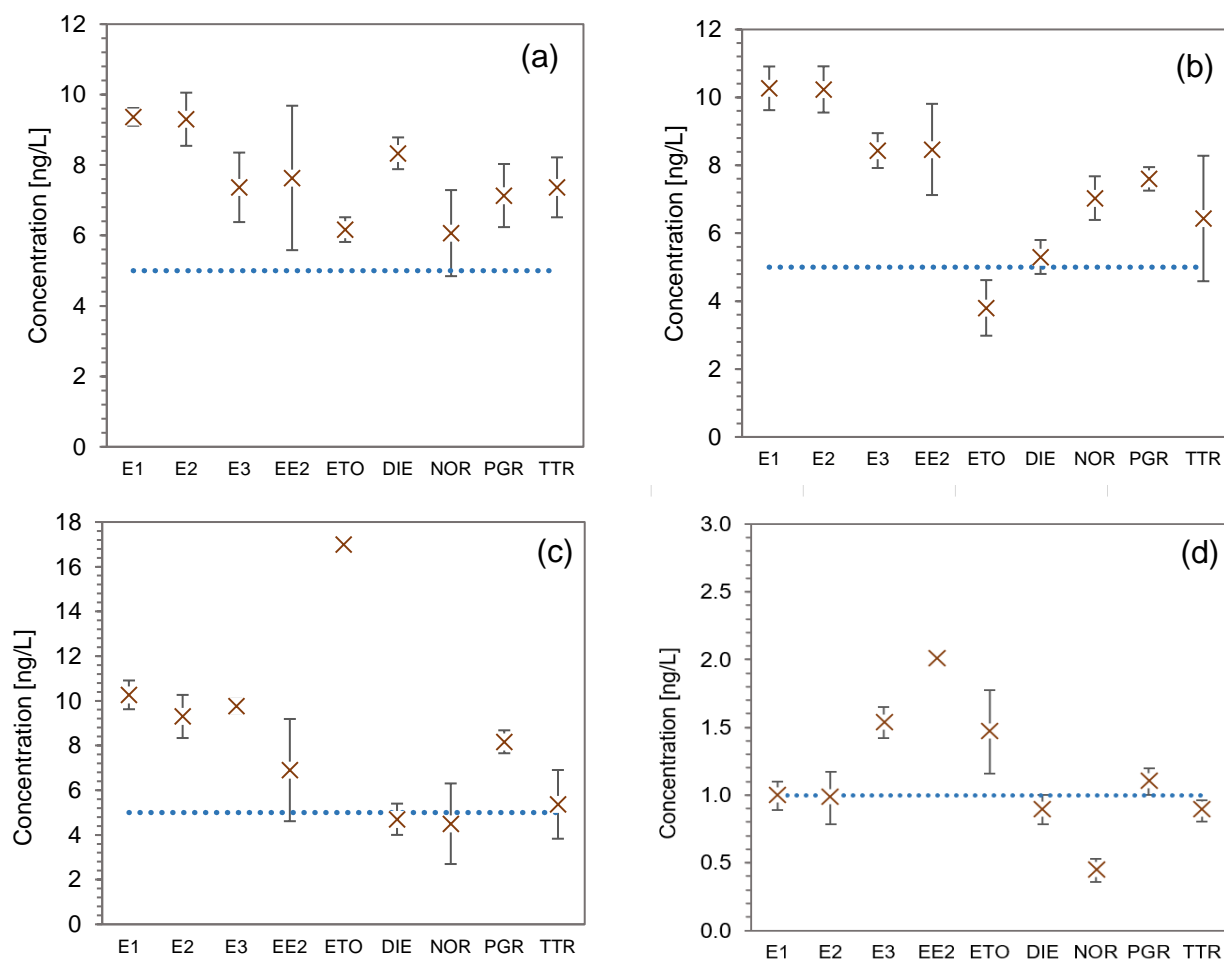 (a)
Concentration [ng/L]
12
10
8
6
4
2
0
E1 E2 E3 EE2 ETO DIE NOR PGR TTR
(b)
Concentration [ng/L]
12
10
8
6
4
2
0
E1 E2 E3 EE2 ETO DIE NOR PGR TTR
(c)
Concentration [ng/L]
18
16
14
12
10
8
6
4
2
0
E1 E2 E3 EE2 ETO DIE NOR PGR TTR
(d)
Concentration [ng/L]
3.0
2.5
2.0
1.5
1.0
0.5
0.0
E1 E2 E3 EE2 ETO DIE NOR PGR TTR